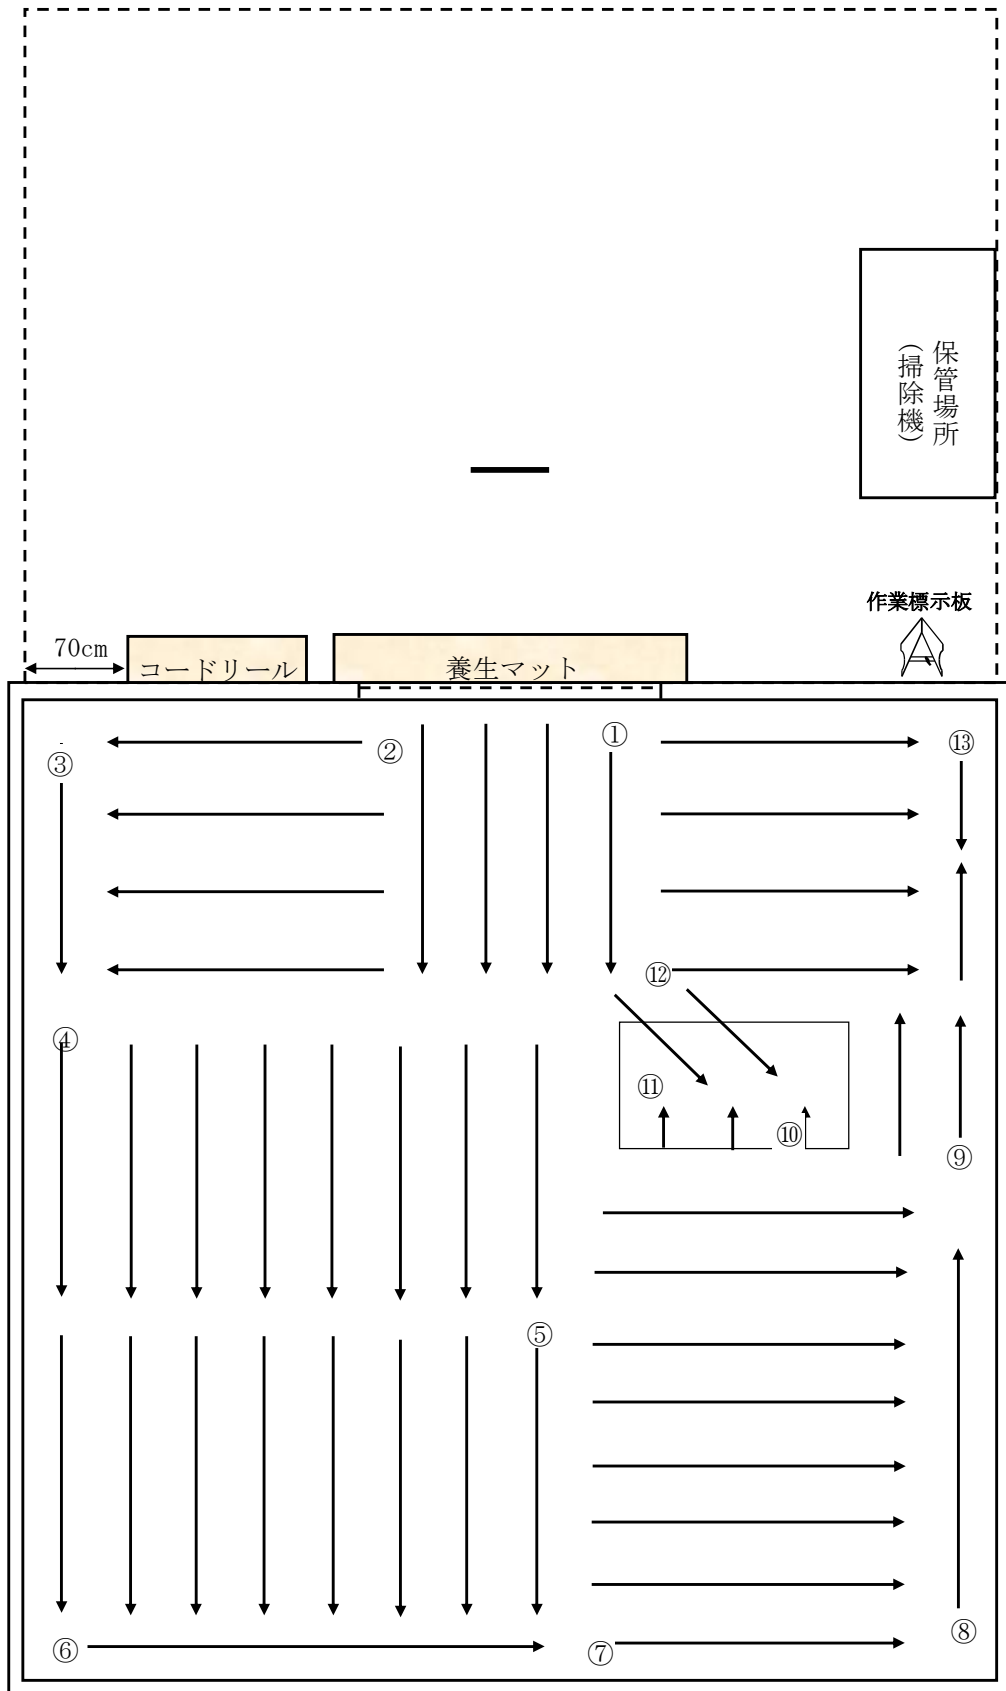 保管場所
(掃除機)
作業標示板
70cm
コードリール
養生マット
①
②
③
⑬
⑫
④
⑪
⑩
⑨
⑤
⑧
⑥
⑦